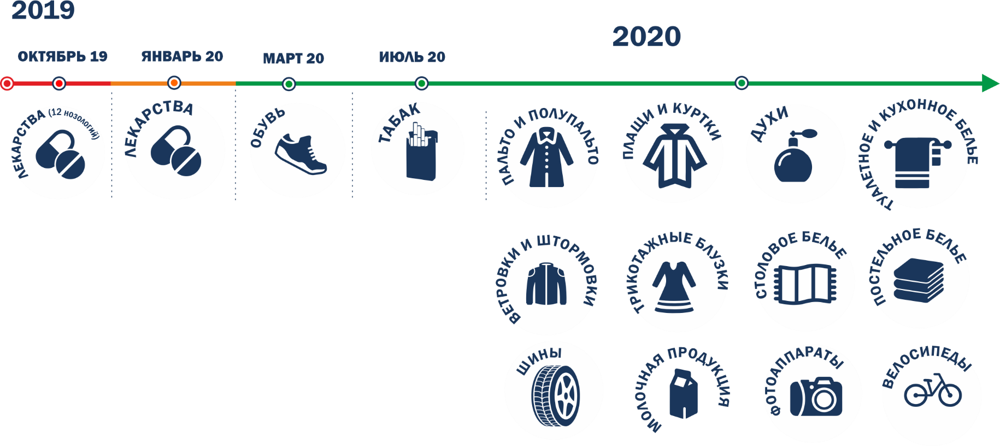 2019
2020
ОКТЯБРЬ 19
ЯНВАРЬ 20
МАРТ 20
ИЮЛЬ 20
ЛЕКАРСТВА (12 нозологий)
ЛЕКАРСТВА
ОБУВЬ
ТАБАК
ПАЛЬТО И ПОЛУПАЛЬТО
ПЛАЩИ И КУРТКИ
ДУХИ
ТУАЛЕТНОЕ И КУХОННОЕ БЕЛЬЕ
ВЕТРОВКИ И ШТОРМОВКИ
ТРИКОТАЖНЫЕ БЛУЗКИ
СТОЛОВОЕ БЕЛЬЕ
ПОСТЕЛЬНОЕ БЕЛЬЕ
ШИНЫ
МОЛОЧНАЯ ПРОДУКЦИЯ
ФОТОАППАРАТЫ
ВЕЛОСИПЕДЫ